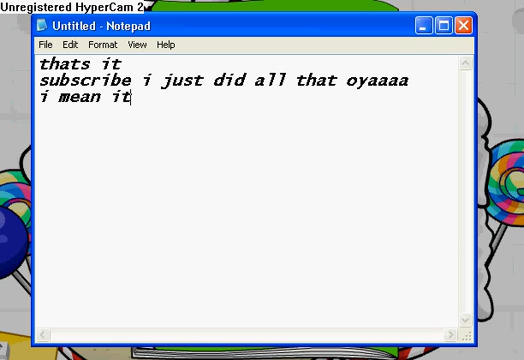 Unregistered HyperCam 2
Untitled - Notepad
File Edit Format View Help
thats it
subscribe i just did all that oyaaaa
i mean it